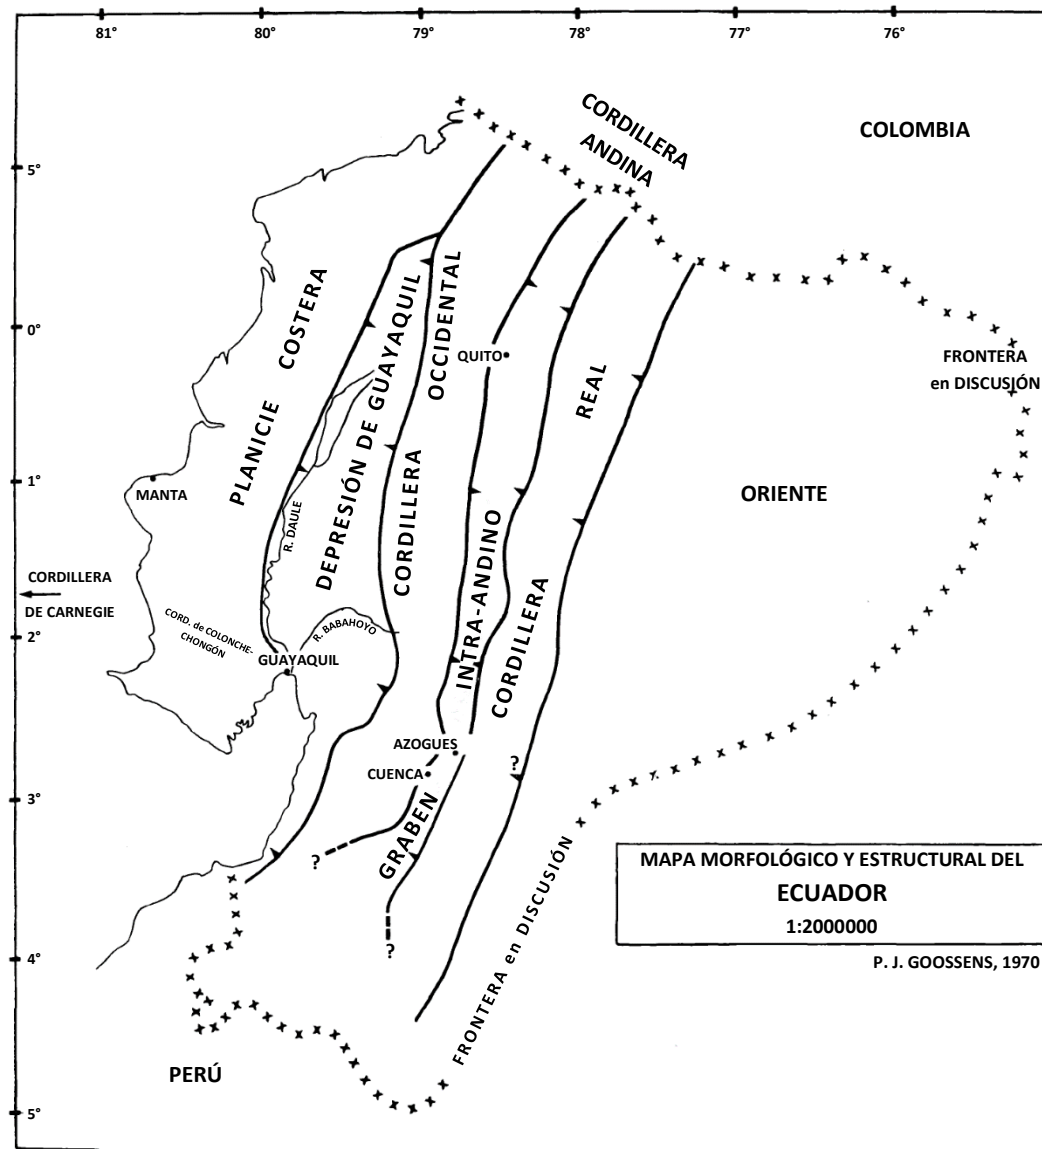 81°
80°
79°
78°
77°
76°
CORDILLERA
ANDINA
COLOMBIA
5°
0°
1°
2°
3°
4°
5°
PLANICIE COSTERA
DEPRESIÓN DE GUAYAQUIL
CORDILLERA OCCIDENTAL
QUITO
REAL
CORDILLERA
FRONTERA
en DISCUSIÓN
ORIENTE
MANTA
R. DAULE
INTRA-ANDINO
GRABEN
CORDILLERA
DE CARNEGIE
CORD. de COLONCHE-
CHONGÓN
R. BABAHOYO
GUAYAQUIL
AZOGUES
CUENCA
?
?
?
FRONTERA en DISCUSIÓN
MAPA MORFOLÓGICO Y ESTRUCTURAL DEL
ECUADOR
1:2000000
P. J. GOOSSENS, 1970
PERÚ